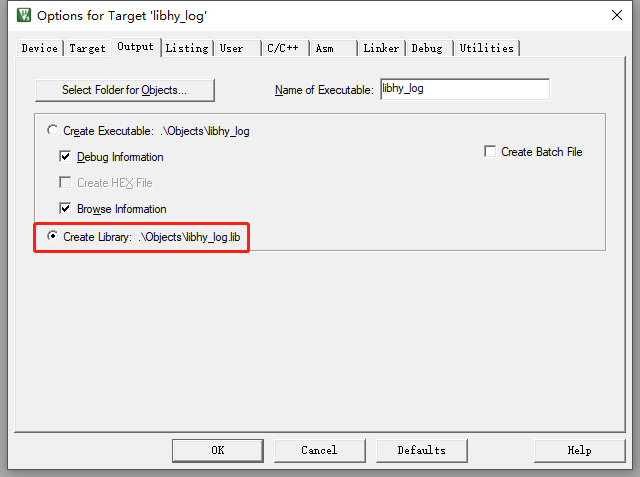 Options for Target 'libhy_log'
Device Target Output Listing User C/C++ Asm Linker Debug Utilities
Select Folder for Objects... Name of Executable: libhy_log
Create Executable: .\Objects\libhy_log
Debug Information Create Batch File
Create HEX File
Browse Information
Create Library: .\Objects\libhy_log.lib
OK Cancel Defaults Help